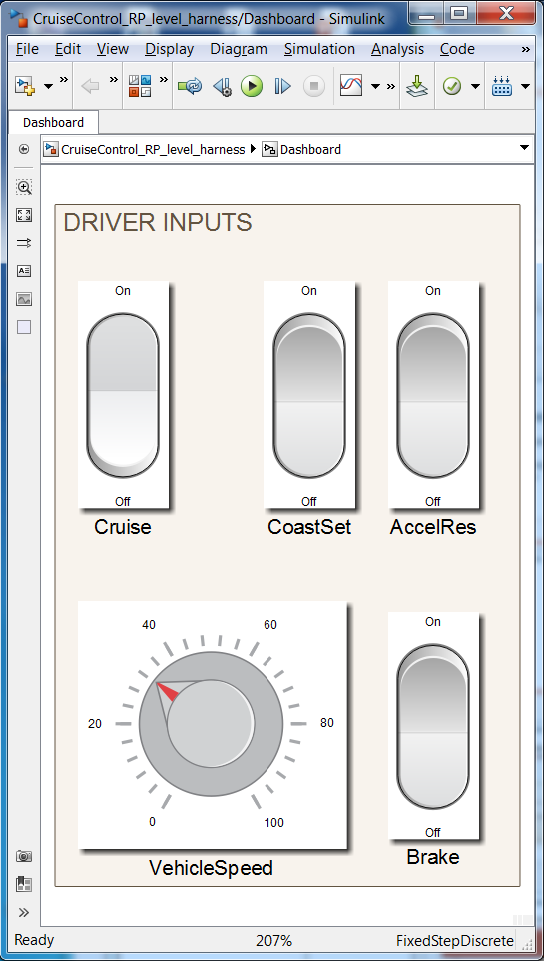 CruiseControl_RP_level_harness/Dashboard - Simulink
File Edit View Display Diagram Simulation Analysis Code »
Dashboard
CruiseControl_RP_level_harness Dashboard
DRIVER INPUTS
On On On
Off Off Off
Cruise CoastSet AccelRes
40 60
On
20 80
0 100
Off
VehicleSpeed Brake
Ready 207% FixedStepDiscrete